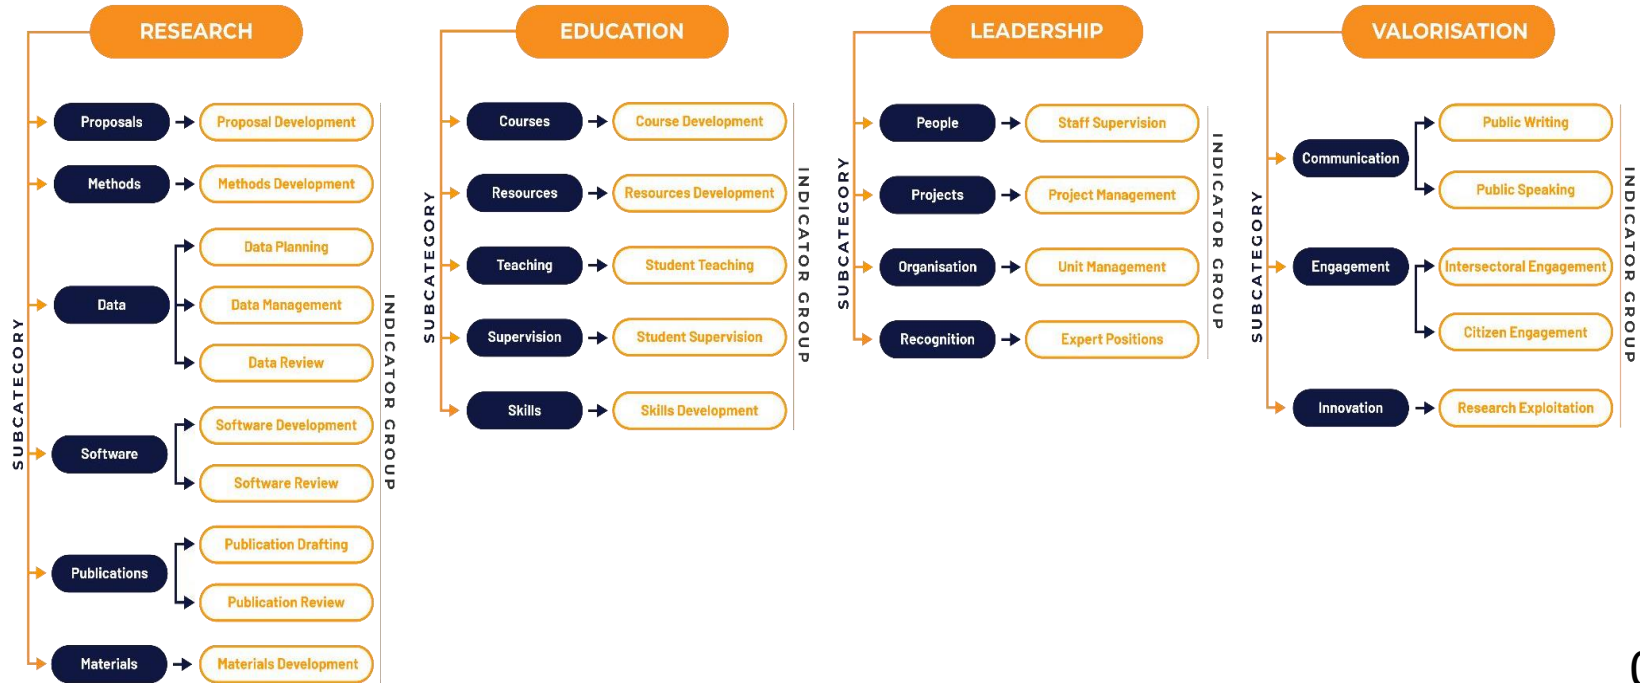 RESEARCH
SUBCATEGORY
Proposals
Proposal Development
Methods
Methods Development
Data
Data Planning
Data Management
Data Review
Software
Software Development
Software Review
Publications
Publication Drafting
Publication Review
Materials
Materials Development
INDICATOR GROUP
EDUCATION
SUBCATEGORY
Courses
Course Development
Resources
Resources Development
Teaching
Student Teaching
Supervision
Student Supervision
Skills
Skills Development
INDICATOR GROUP
LEADERSHIP
SUBCATEGORY
People
Staff Supervision
Projects
Project Management
Organisation
Unit Management
Recognition
Expert Positions
INDICATOR GROUP
VALORISATION
SUBCATEGORY
Communication
Public Writing
Public Speaking
Engagement
Intersectoral Engagement
Citizen Engagement
Innovation
Research Exploitation
INDICATOR GROUP